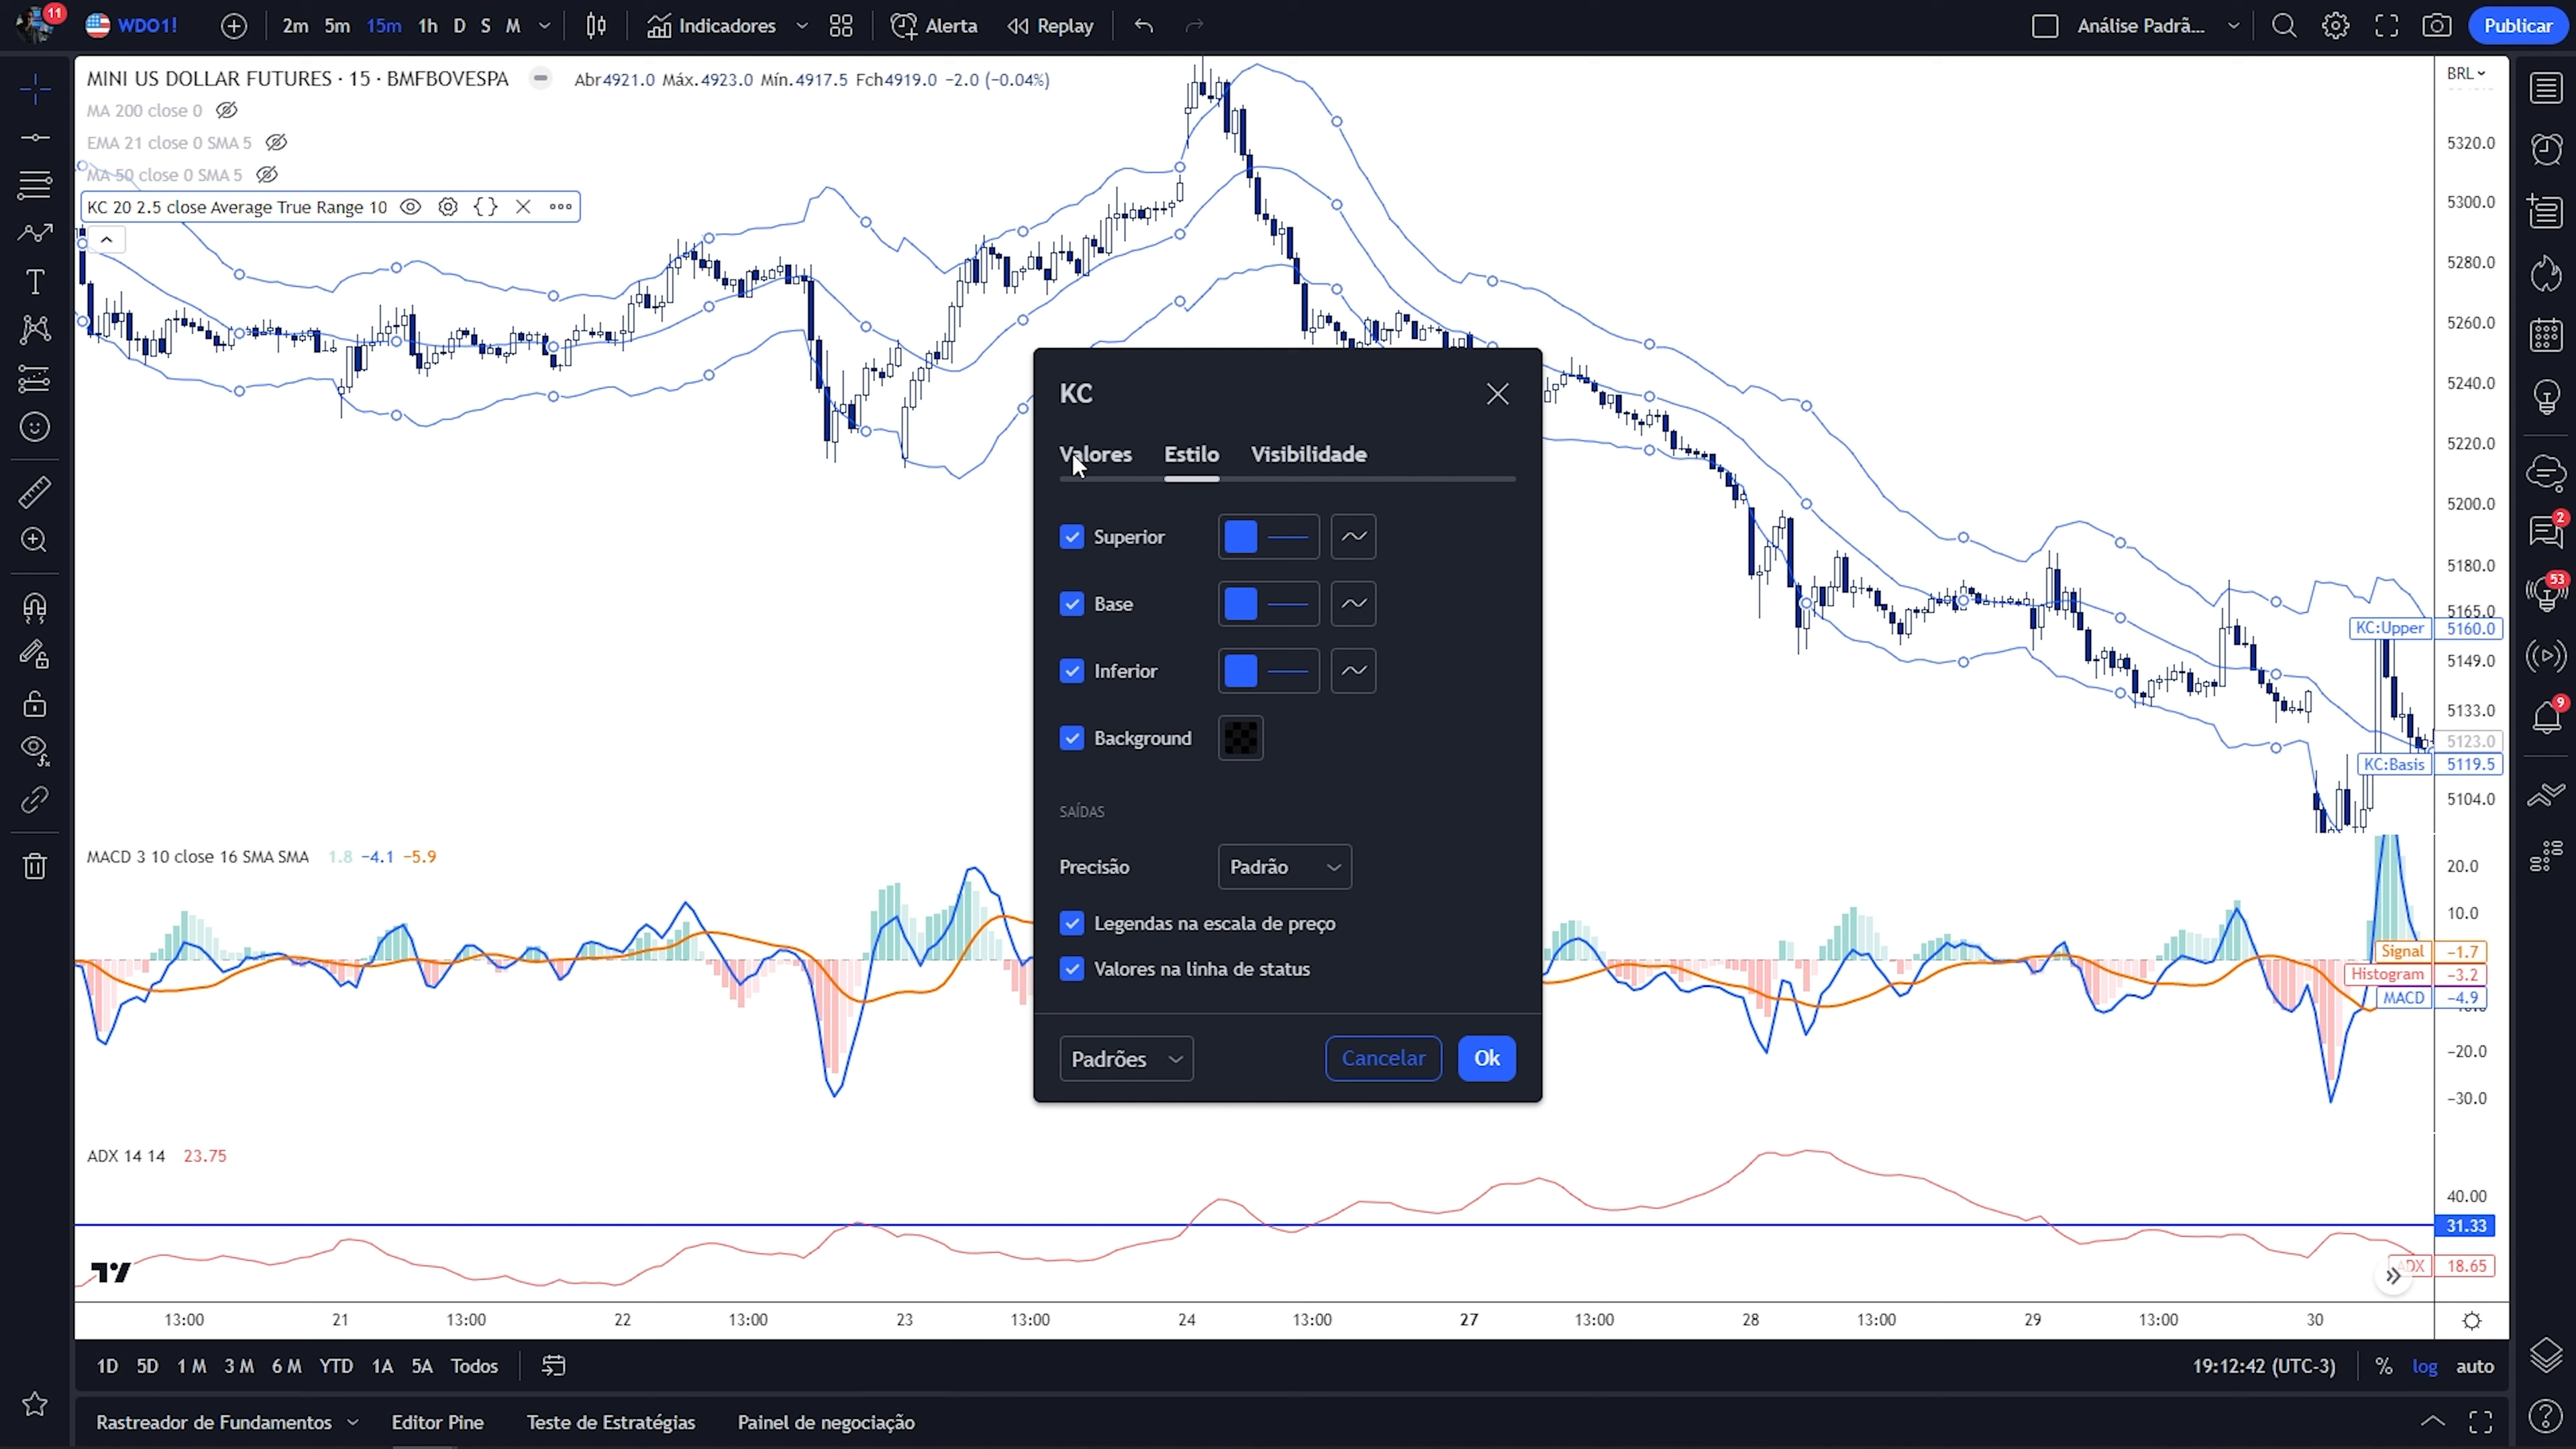 11 WDO1! 2m 5m 15m 1h D S M Indicadores Alerta Replay Análise Padrã... Publicar
MINI US DOLLAR FUTURES · 15 · BMFBOVESPA Abr4921.0 Máx.4923.0 Mín.4917.5 Fch4919.0 −2.0 (−0.04%)
BRL
MA 200 close 0
EMA 21 close 0 SMA 5
MA 50 close 0 SMA 5
KC 20 2.5 close Average True Range 10
5320.0
5300.0
5280.0
5260.0
5240.0
5220.0
5200.0
5180.0
5165.0
KC:Upper 5160.0
5149.0
5133.0
5123.0
KC:Basis 5119.5
5104.0
KC
Valores Estilo Visibilidade
Superior
Base
Inferior
Background
SAÍDAS
Precisão Padrão
Legendas na escala de preço
Valores na linha de status
Padrões Cancelar Ok
MACD 3 10 close 16 SMA SMA 1.8 −4.1 −5.9
20.0
10.0
Signal −1.7
Histogram −3.2
MACD −4.9
−20.0
−30.0
ADX 14 14 23.75
40.00
31.33
ADX 18.65
13:00 21 13:00 22 13:00 23 13:00 24 13:00 27 13:00 28 13:00 29 13:00 30
1D 5D 1 M 3 M 6 M YTD 1A 5A Todos 19:12:42 (UTC-3) % log auto
Rastreador de Fundamentos Editor Pine Teste de Estratégias Painel de negociação
2
53
9